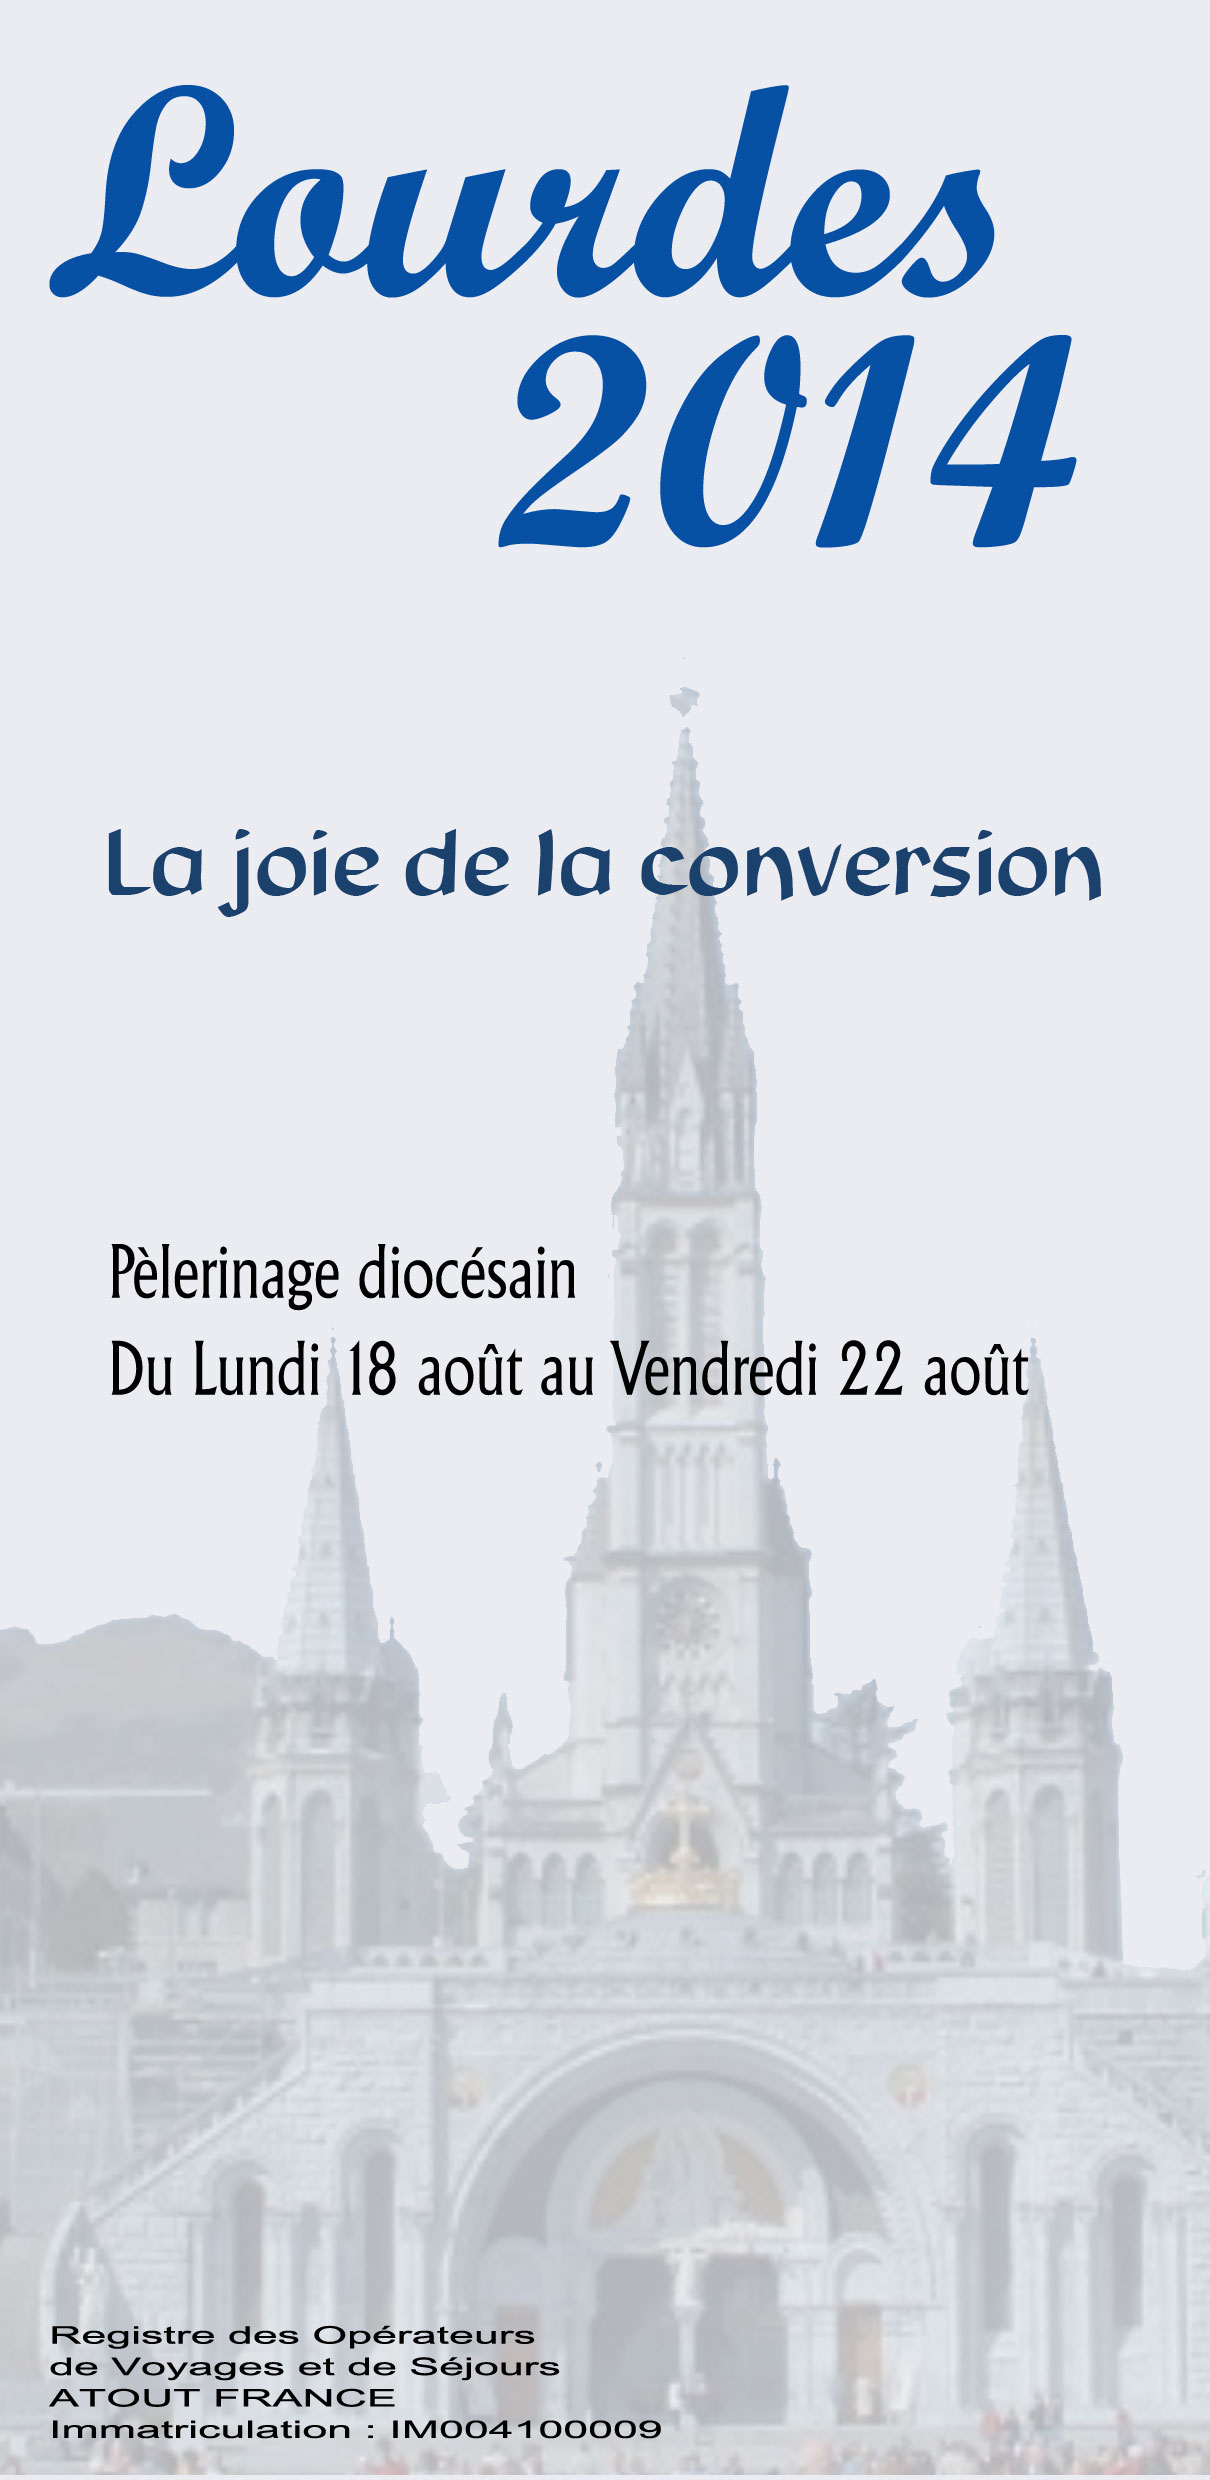 Lourdes
2014
La joie de la conversion
Pèlerinage diocésain
Du Lundi 18 août au Vendredi 22 août
Registre des Opérateurs
de Voyages et de Séjours
ATOUT FRANCE
Immatriculation : IM004100009